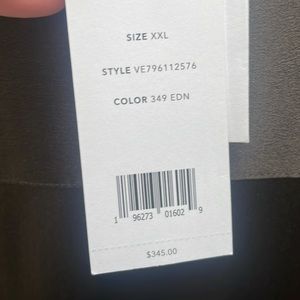 SIZE XXL
STYLE VE796112576
COLOR 349 EDN
1 96273 01602 9
$345.00